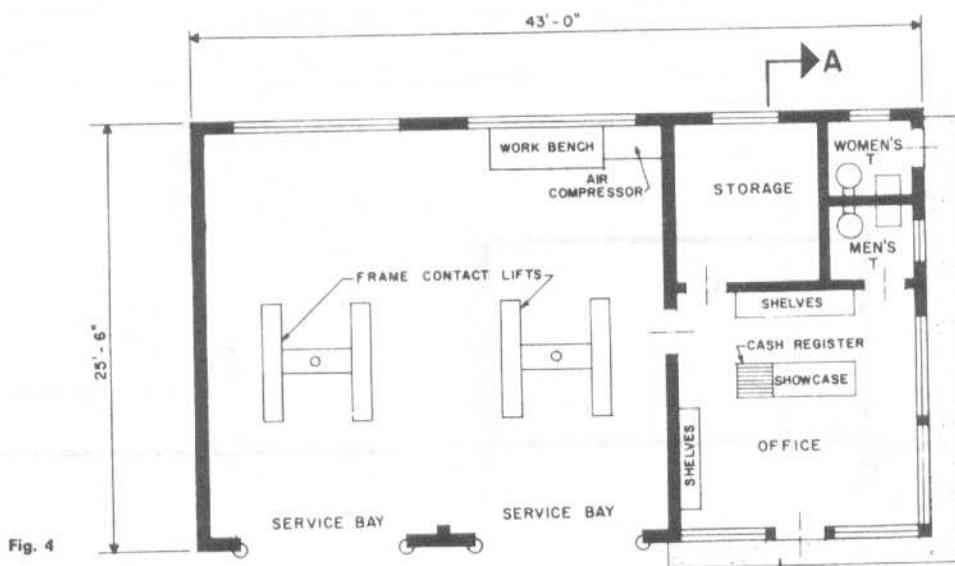 43'-0"
A
WORK BENCH
AIR
COMPRESSOR
STORAGE
WOMEN'S
T
MEN'S
T
FRAME CONTACT LIFTS
SHELVES
25'-6"
CASH REGISTER
SHOWCASE
SHELVES
OFFICE
SERVICE BAY
SERVICE BAY
Fig. 4